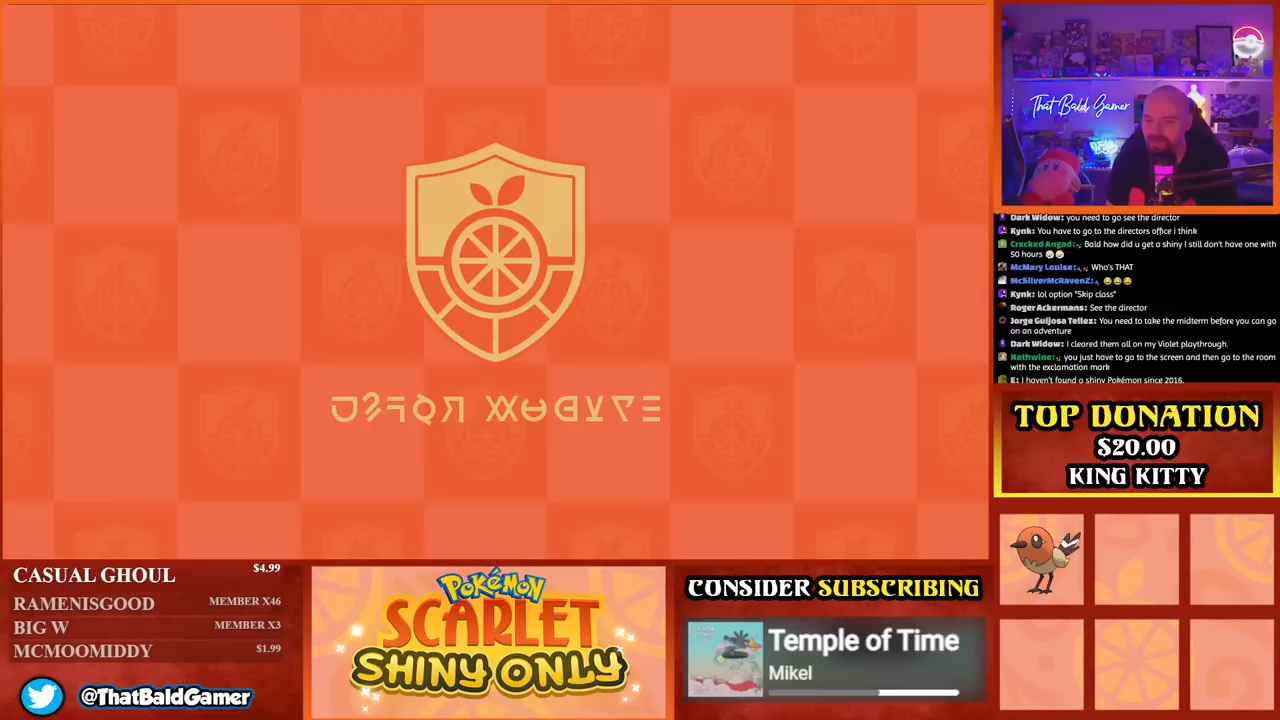 That Bald Gamer
Dark Widow: you need to go see the director
Kynk: You have to go to the directors office i think
Crxcked Angad: Bald how did u get a shiny I still don't have one with
50 hours
McMary Louise: Who's THAT
McSilverMcRavenZ: 😂😂😂
Kynk: lol option "Skip class"
Roger Ackermans: See the director
Jorge Guijosa Tellez: You need to take the midterm before you can go
on an adventure
Dark Widow: I cleared them all on my Violet playthrough.
Nathwine: you just have to go to the screen and then go to the room
with the exclamation mark
E: I haven't found a shiny Pokémon since 2016.
TOP DONATION
$20.00
KING KITTY
CASUAL GHOUL $4.99
RAMENISGOOD MEMBER X46
BIG W MEMBER X3
MCMOOMIDDY $1.99
@ThatBaldGamer
POKéMON
SCARLET
SHINY ONLY
CONSIDER SUBSCRIBING
Temple of Time
Mikel